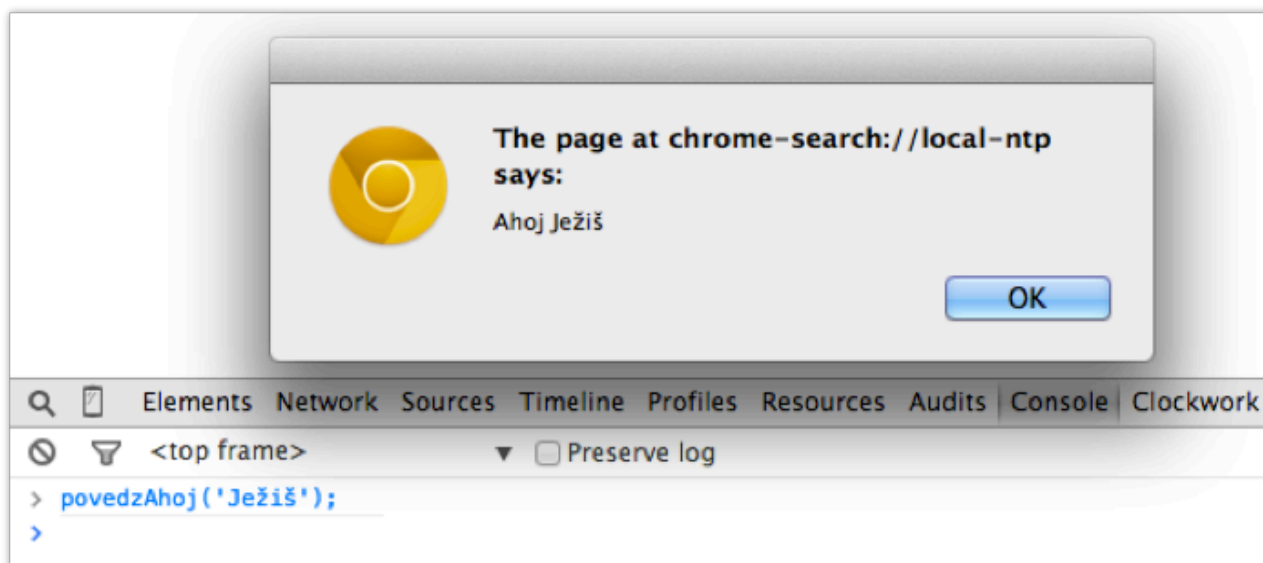 The page at chrome-search://local-ntp
says:
Ahoj Ježiš
OK
Elements Network Sources Timeline Profiles Resources Audits Console Clockwork
<top frame> ▼ Preserve log
> povedzAhoj('Ježiš');
>